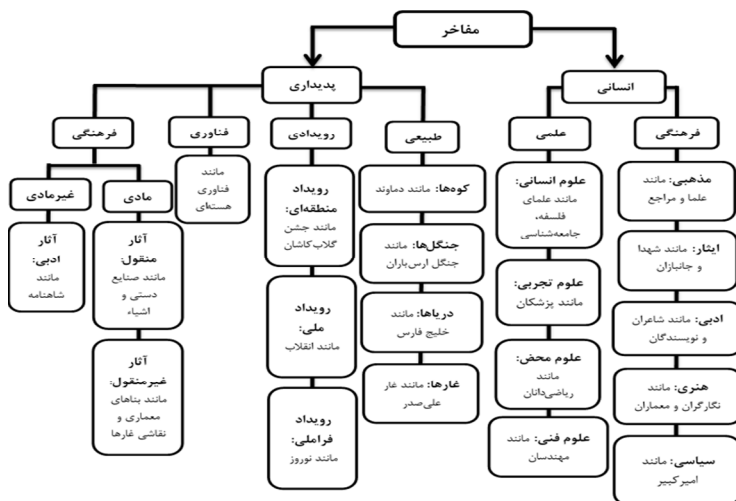 مفاخر
انسانی
پدیداری
فرهنگی
علمی
طبیعی
رویدادی
فناوری
فرهنگی
مذهبی: مانند
علما و مراجع
ایثار: مانند شهدا
و جانبازان
ادبی: مانند شاعران
و نویسندگان
هنری: مانند
نگارگران و معماران
سیاسی: مانند
امیرکبیر
علوم انسانی:
مانند علمای
فلسفه،
جامعه‌شناسی
علوم تجربی:
مانند پزشکان
علوم محض:
مانند
ریاضی‌دانان
علوم فنی: مانند
مهندسان
کوه‌ها: مانند دماوند
جنگل‌ها: مانند
جنگل ارس‌باران
دریاها: مانند
خلیج فارس
غارها: مانند غار
علی‌صدر
رویداد
منطقه‌ای:
مانند جشن
گلاب‌کاشان
رویداد
ملی:
مانند انقلاب
رویداد
فراملی:
مانند نوروز
مانند
فناوری
هسته‌ای
مادی
غیرمادی
آثار
منقول:
مانند صنایع
دستی و
اشیاء
آثار
غیرمنقول:
مانند بناهای
معماری و
نقاشی غارها
آثار
ادبی:
مانند
شاهنامه